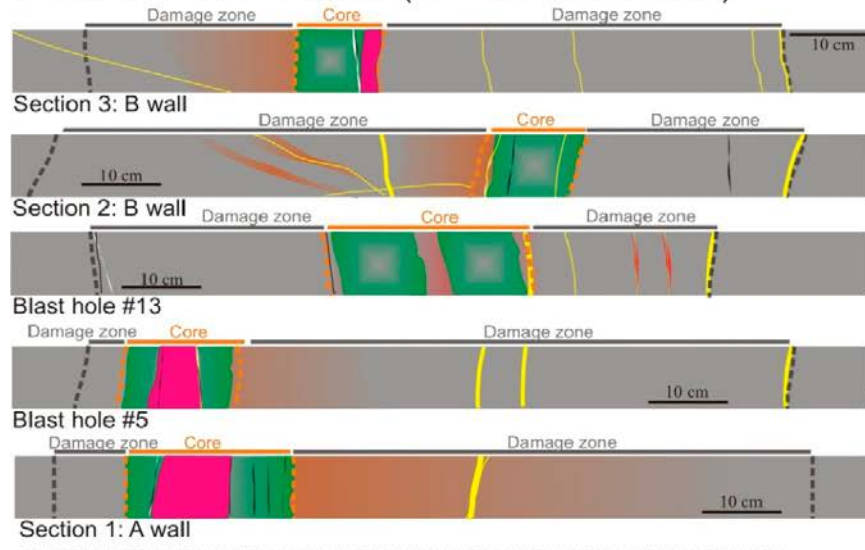 Damage zone Core Damage zone
10 cm
Section 3: B wall
Damage zone Core Damage zone
10 cm
Section 2: B wall
Damage zone Core Damage zone
10 cm
Blast hole #13
Damage zone Core Damage zone
10 cm
Blast hole #5
Damage zone Core Damage zone
10 cm
Section 1: A wall